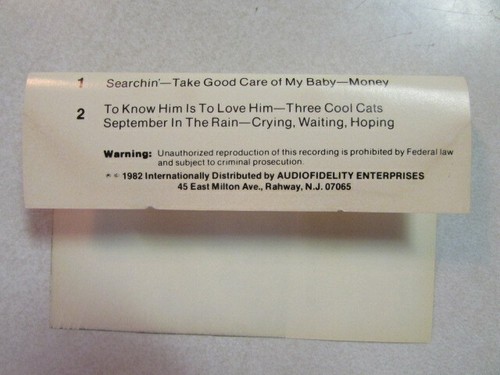 1 Searchin'—Take Good Care of My Baby—Money
2 To Know Him Is To Love Him—Three Cool Cats
September In The Rain—Crying, Waiting, Hoping
Warning: Unauthorized reproduction of this recording is prohibited by Federal law
and subject to criminal prosecution.
1982 Internationally Distributed by AUDIOFIDELITY ENTERPRISES
45 East Milton Ave., Rahway, N.J. 07065